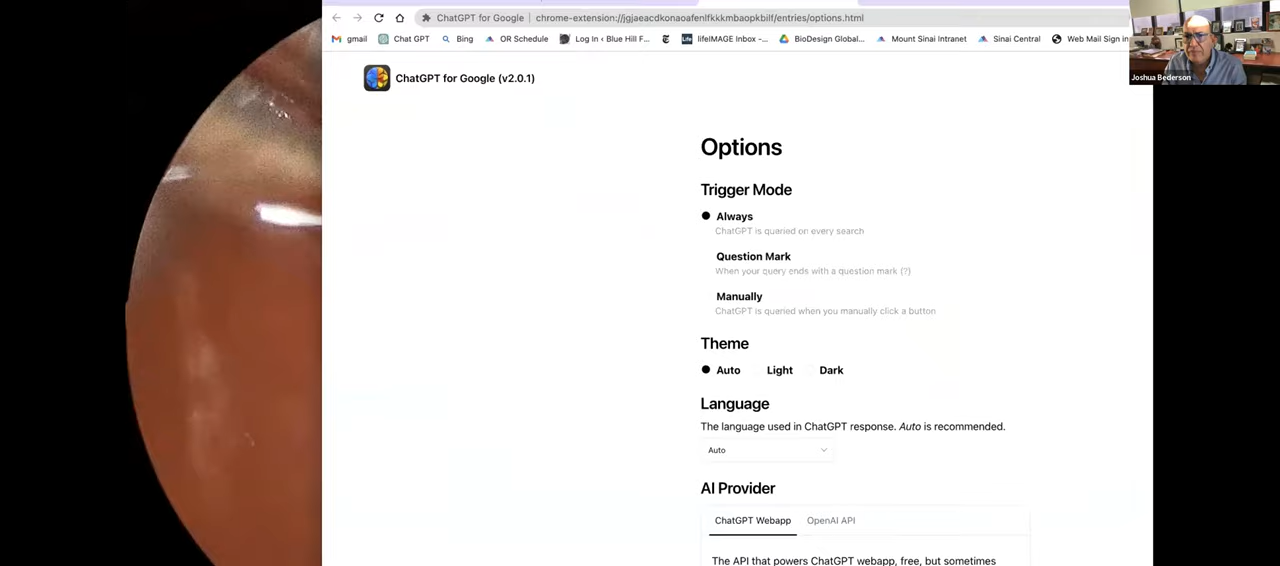 ChatGPT for Google
chrome-extension://jgjaeacdkonaoafenlfkkkmbaopkbilf/entries/options.html
gmail
Chat GPT
Bing
OR Schedule
Log In ‹ Blue Hill F...
lifeIMAGE Inbox -...
BioDesign Global...
Mount Sinai Intranet
Sinai Central
Web Mail Sign in
Joshua Bederson
ChatGPT for Google (v2.0.1)
Options
Trigger Mode
Always
ChatGPT is queried on every search
Question Mark
When your query ends with a question mark (?)
Manually
ChatGPT is queried when you manually click a button
Theme
Auto Light Dark
Language
The language used in ChatGPT response. Auto is recommended.
Auto
AI Provider
ChatGPT Webapp OpenAI API
The API that powers ChatGPT webapp, free, but sometimes